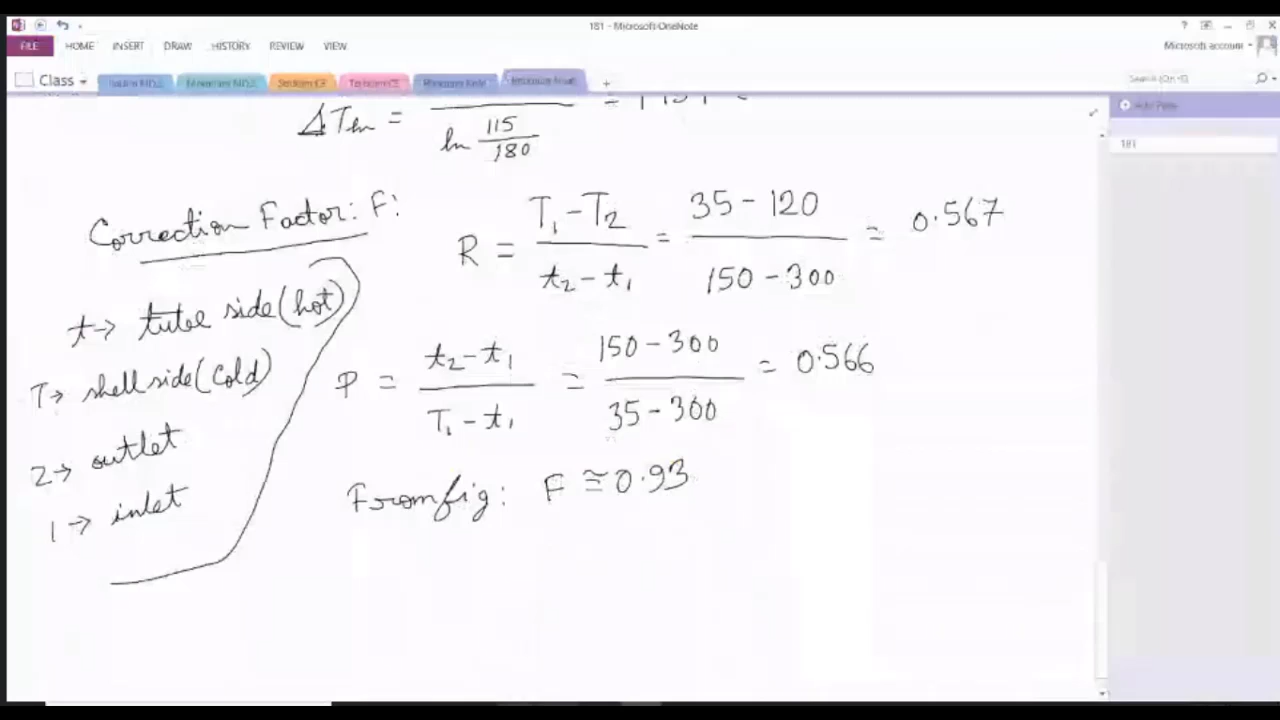 181 - Microsoft OneNote
FILE HOME INSERT DRAW HISTORY REVIEW VIEW
Microsoft account
Class
Search (Ctrl+E)
181
ΔTlm = ln 115/180
Correction Factor: F:
R = T1-T2 / t2-t1 = 35-120 / 150-300 = 0.567
t→ tube side(hot)
T→ shell side(cold)
2→ outlet
1→ inlet
P = t2-t1 / T1-t1 = 150-300 / 35-300 = 0.566
From fig: F ≅ 0.93